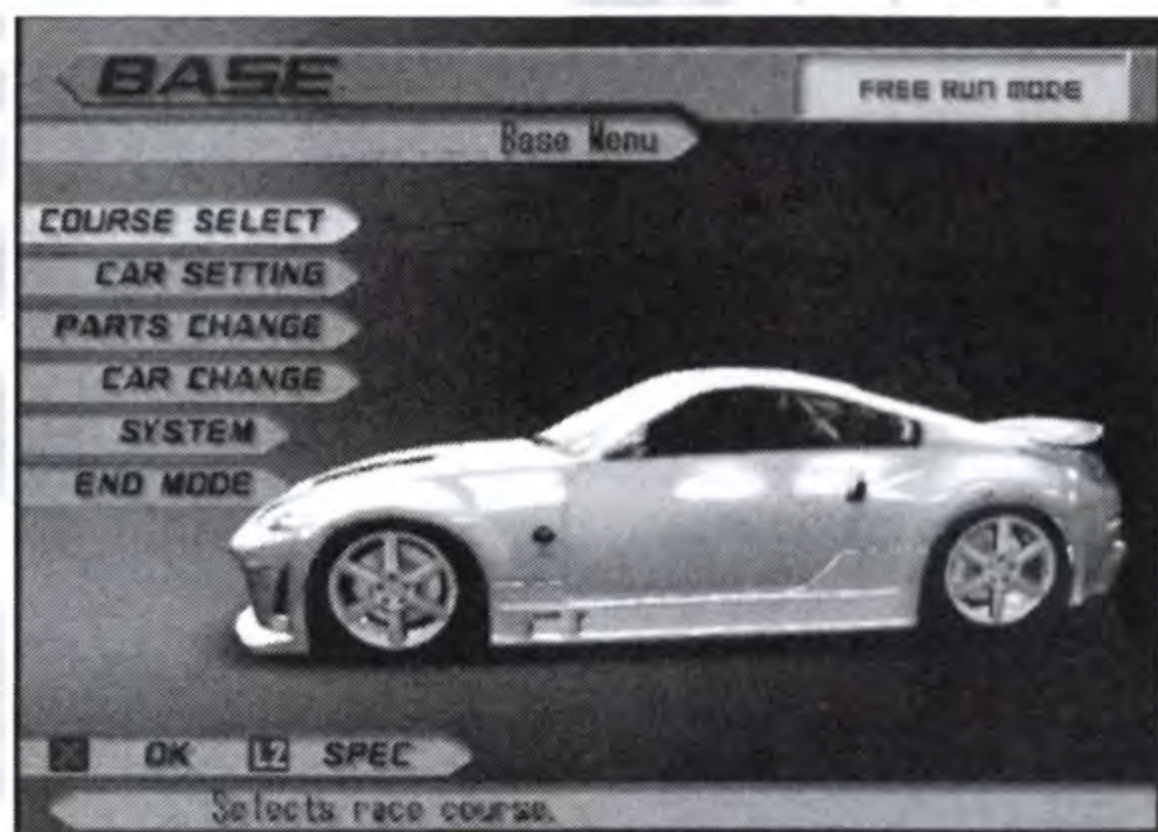 BASE
FREE RUN MODE
Base Menu
COURSE SELECT
CAR SETTING
PARTS CHANGE
CAR CHANGE
SYSTEM
END MODE
OK L2 SPEC
Selects race course.